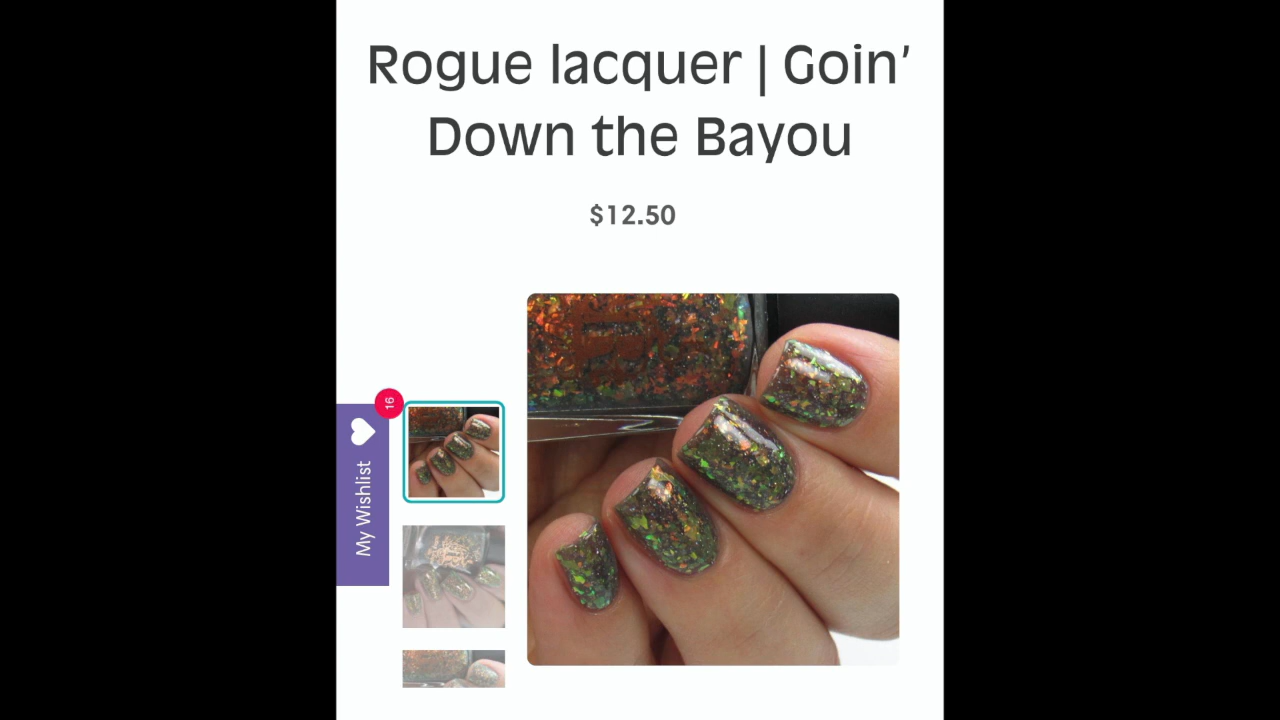 Rogue lacquer | Goin’
Down the Bayou
$12.50
16
My Wishlist